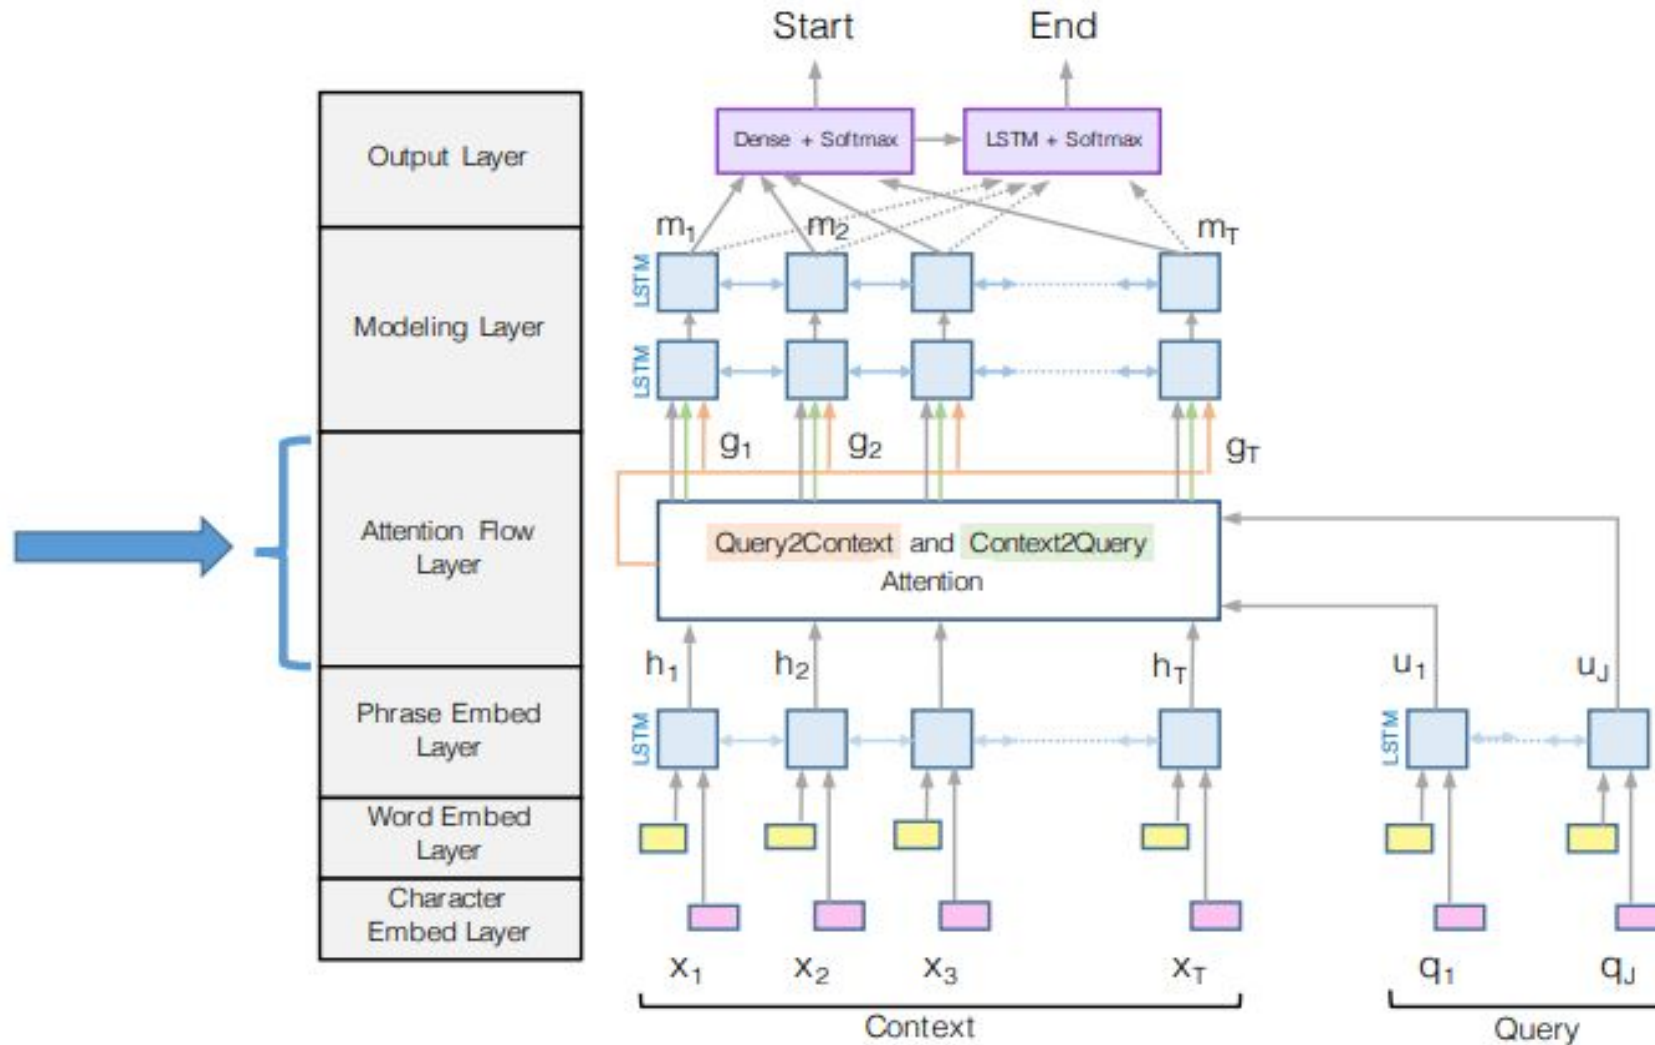 Start
End
Output Layer
Dense + Softmax
LSTM + Softmax
m1
m2
mT
LSTM
Modeling Layer
LSTM
g1
g2
gT
Attention Flow
Layer
Query2Context and Context2Query
Attention
h1
h2
hT
u1
uJ
Phrase Embed
Layer
LSTM
LSTM
Word Embed
Layer
Character
Embed Layer
x1
x2
x3
xT
q1
qJ
Context
Query